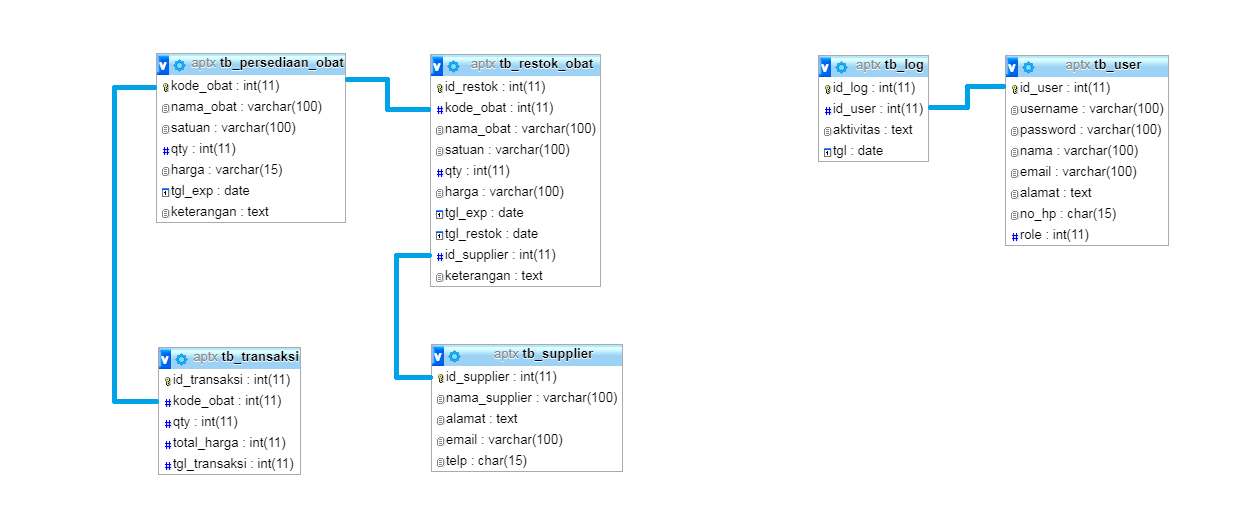 aptx tb_persediaan_obat
kode_obat : int(11)
nama_obat : varchar(100)
satuan : varchar(100)
qty : int(11)
harga : varchar(15)
tgl_exp : date
keterangan : text
aptx tb_restok_obat
id_restok : int(11)
kode_obat : int(11)
nama_obat : varchar(100)
satuan : varchar(100)
qty : int(11)
harga : varchar(100)
tgl_exp : date
tgl_restok : date
id_supplier : int(11)
keterangan : text
aptx tb_log
id_log : int(11)
id_user : int(11)
aktivitas : text
tgl : date
aptx tb_user
id_user : int(11)
username : varchar(100)
password : varchar(100)
nama : varchar(100)
email : varchar(100)
alamat : text
no_hp : char(15)
role : int(11)
aptx tb_transaksi
id_transaksi : int(11)
kode_obat : int(11)
qty : int(11)
total_harga : int(11)
tgl_transaksi : int(11)
aptx tb_supplier
id_supplier : int(11)
nama_supplier : varchar(100)
alamat : text
email : varchar(100)
telp : char(15)